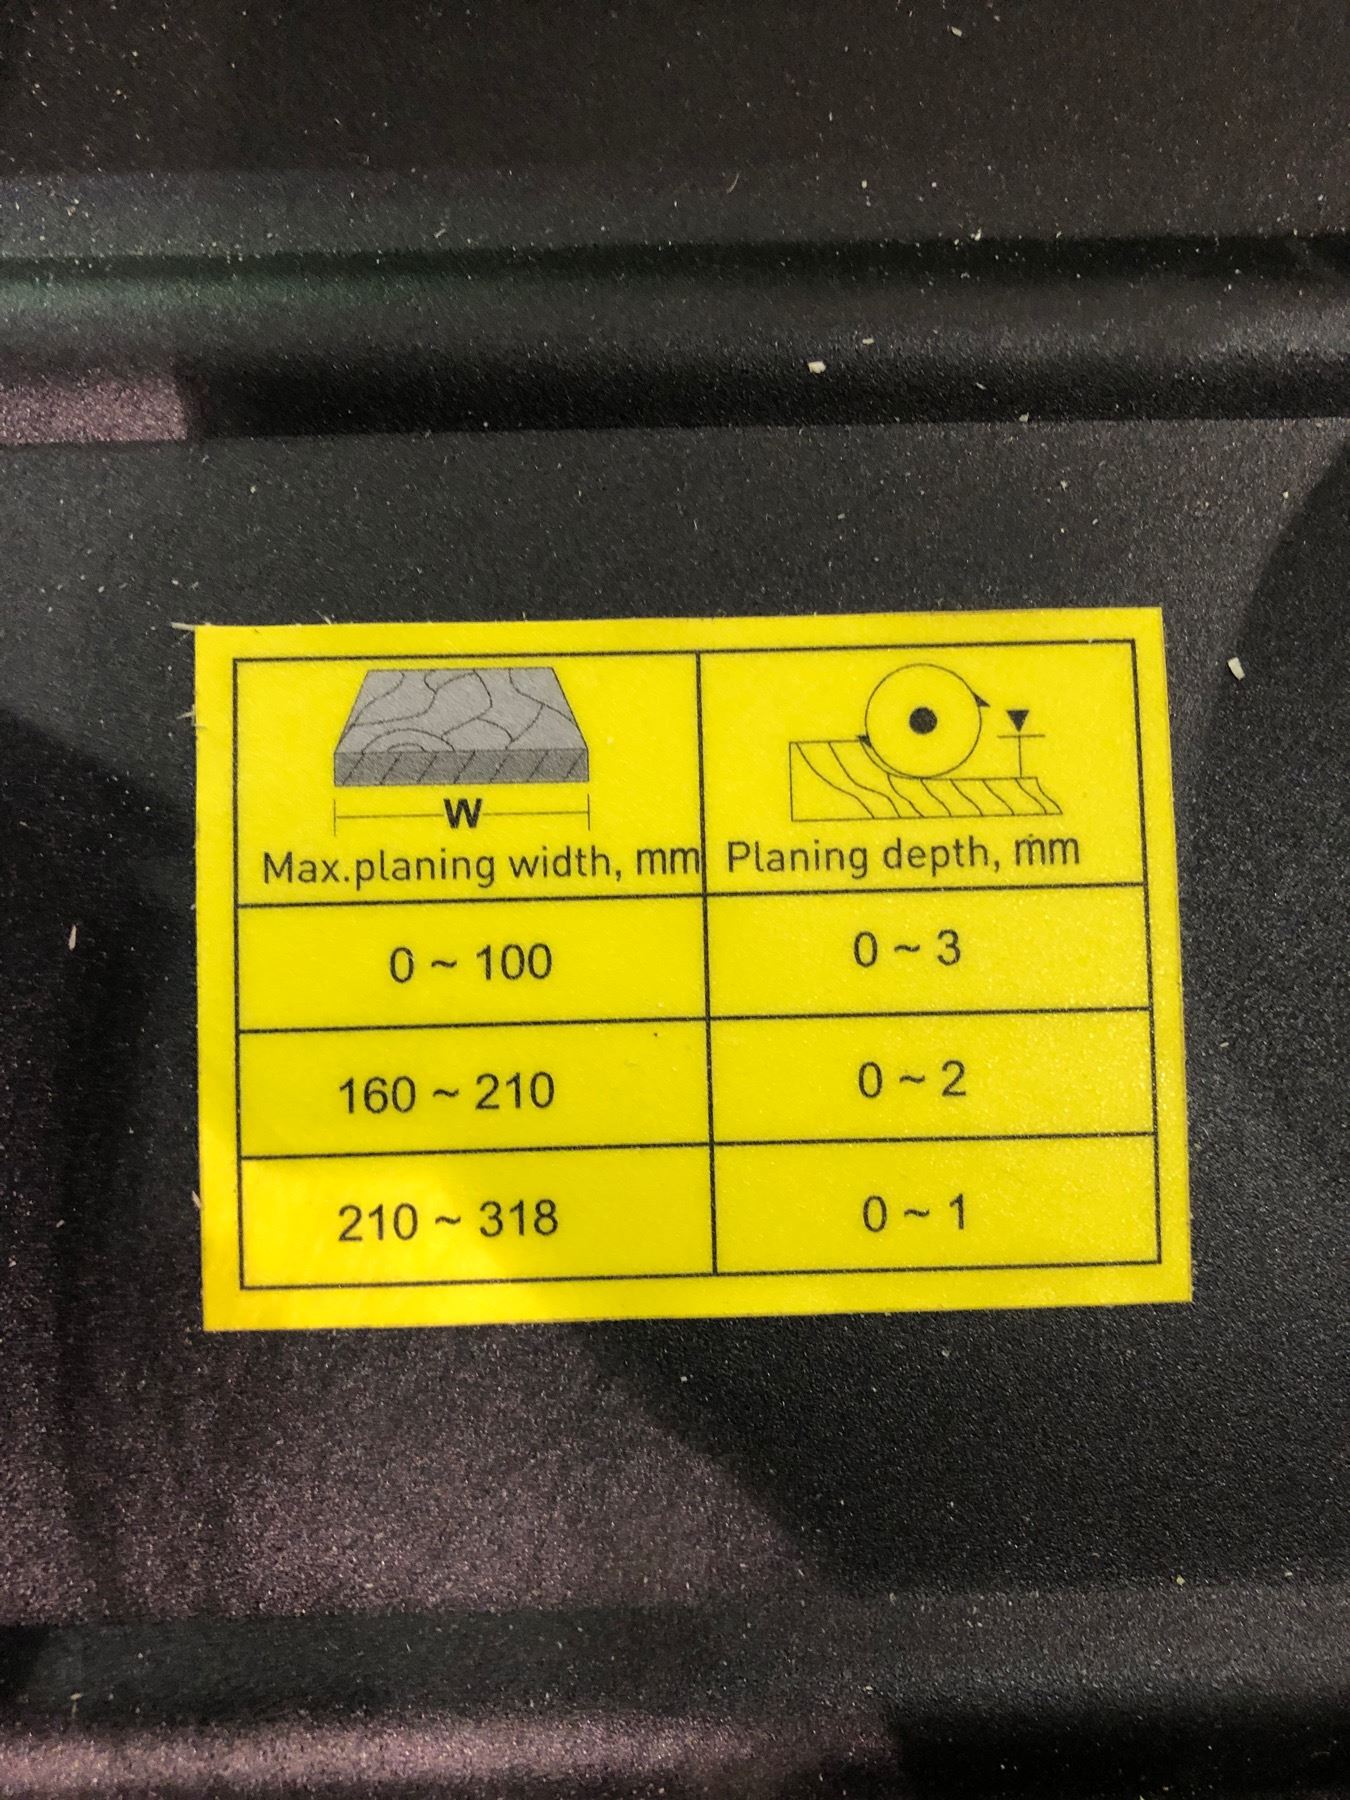 W
Max.planing width, mm
Planing depth, mm
0 ~ 100
0 ~ 3
160 ~ 210
0 ~ 2
210 ~ 318
0 ~ 1